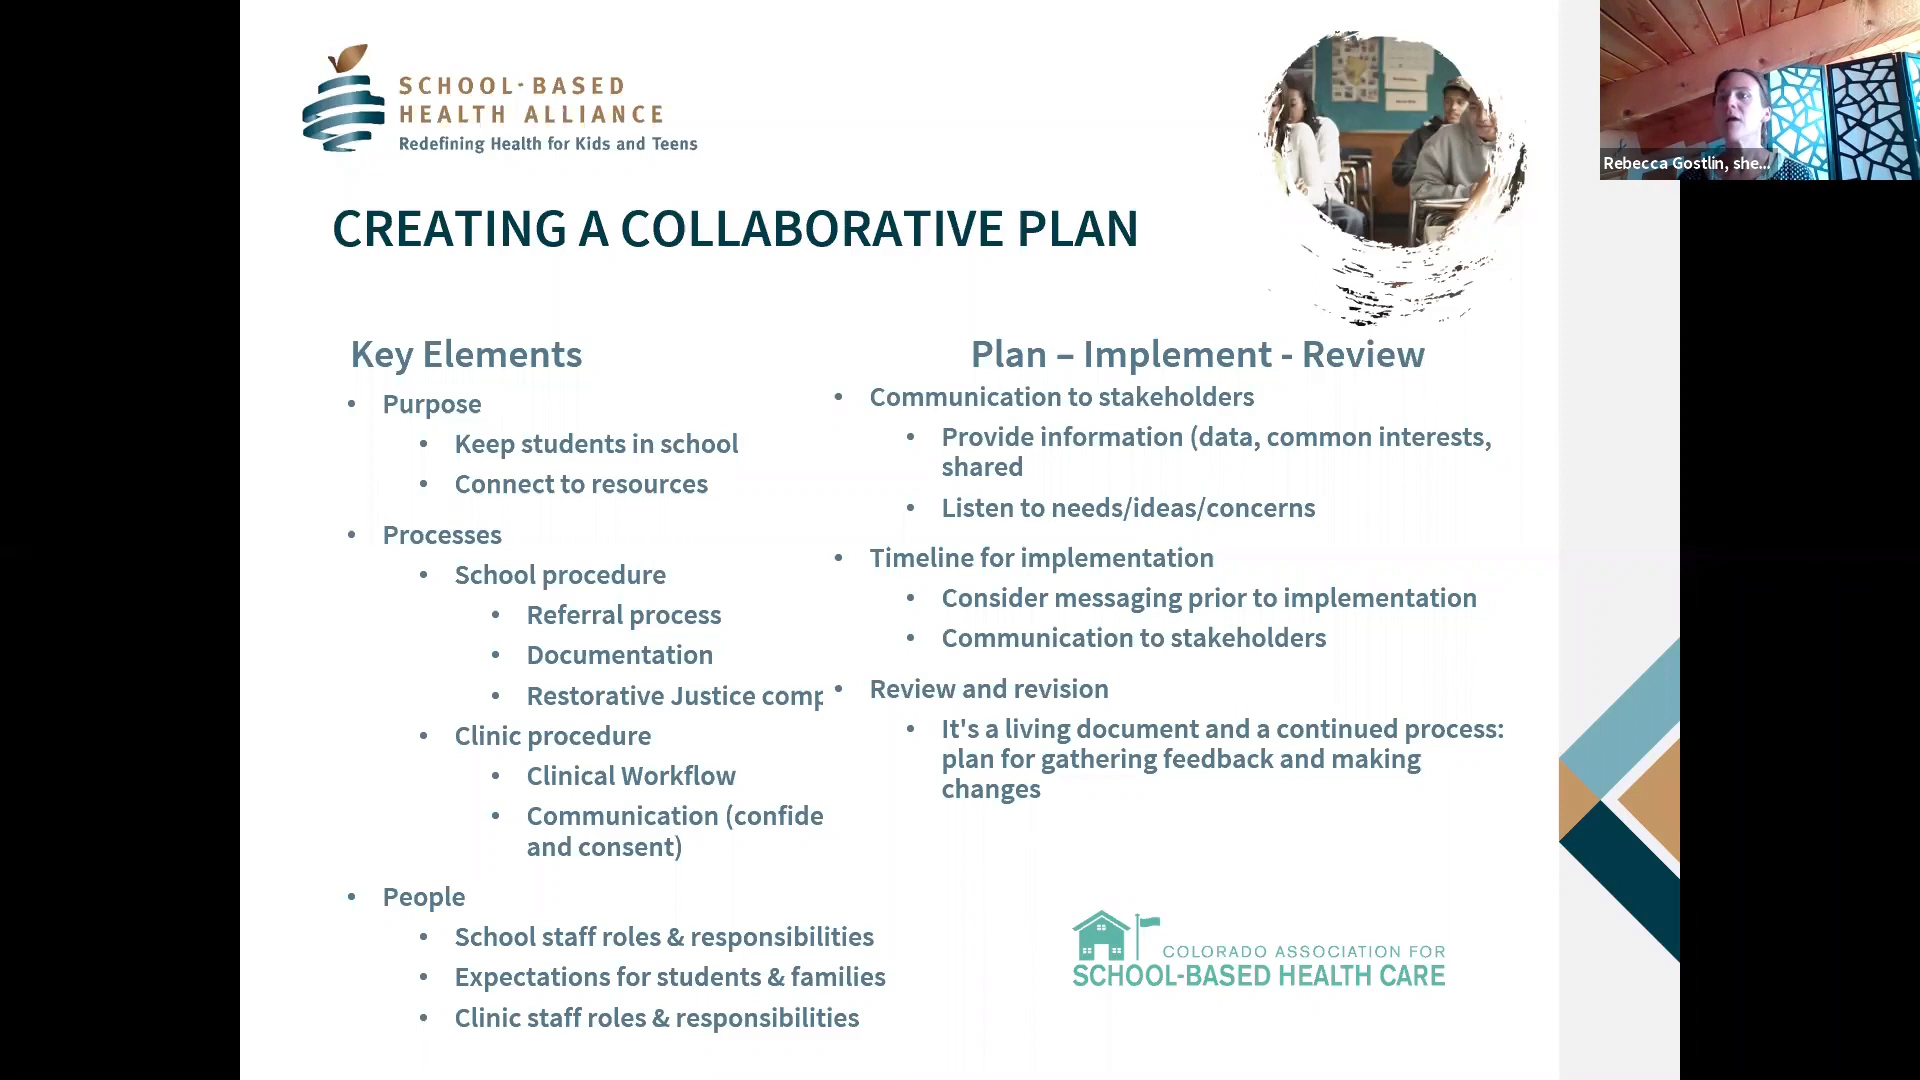 SCHOOL-BASED
HEALTH ALLIANCE
Redefining Health for Kids and Teens
Rebecca Gostlin, she...
CREATING A COLLABORATIVE PLAN
Key Elements
• Purpose
• Keep students in school
• Connect to resources
• Processes
• School procedure
• Referral process
• Documentation
• Restorative Justice comp
• Clinic procedure
• Clinical Workflow
• Communication (confide
and consent)
• People
• School staff roles & responsibilities
• Expectations for students & families
• Clinic staff roles & responsibilities
Plan – Implement - Review
• Communication to stakeholders
• Provide information (data, common interests,
shared
• Listen to needs/ideas/concerns
• Timeline for implementation
• Consider messaging prior to implementation
• Communication to stakeholders
• Review and revision
• It's a living document and a continued process:
plan for gathering feedback and making
changes
COLORADO ASSOCIATION FOR
SCHOOL-BASED HEALTH CARE